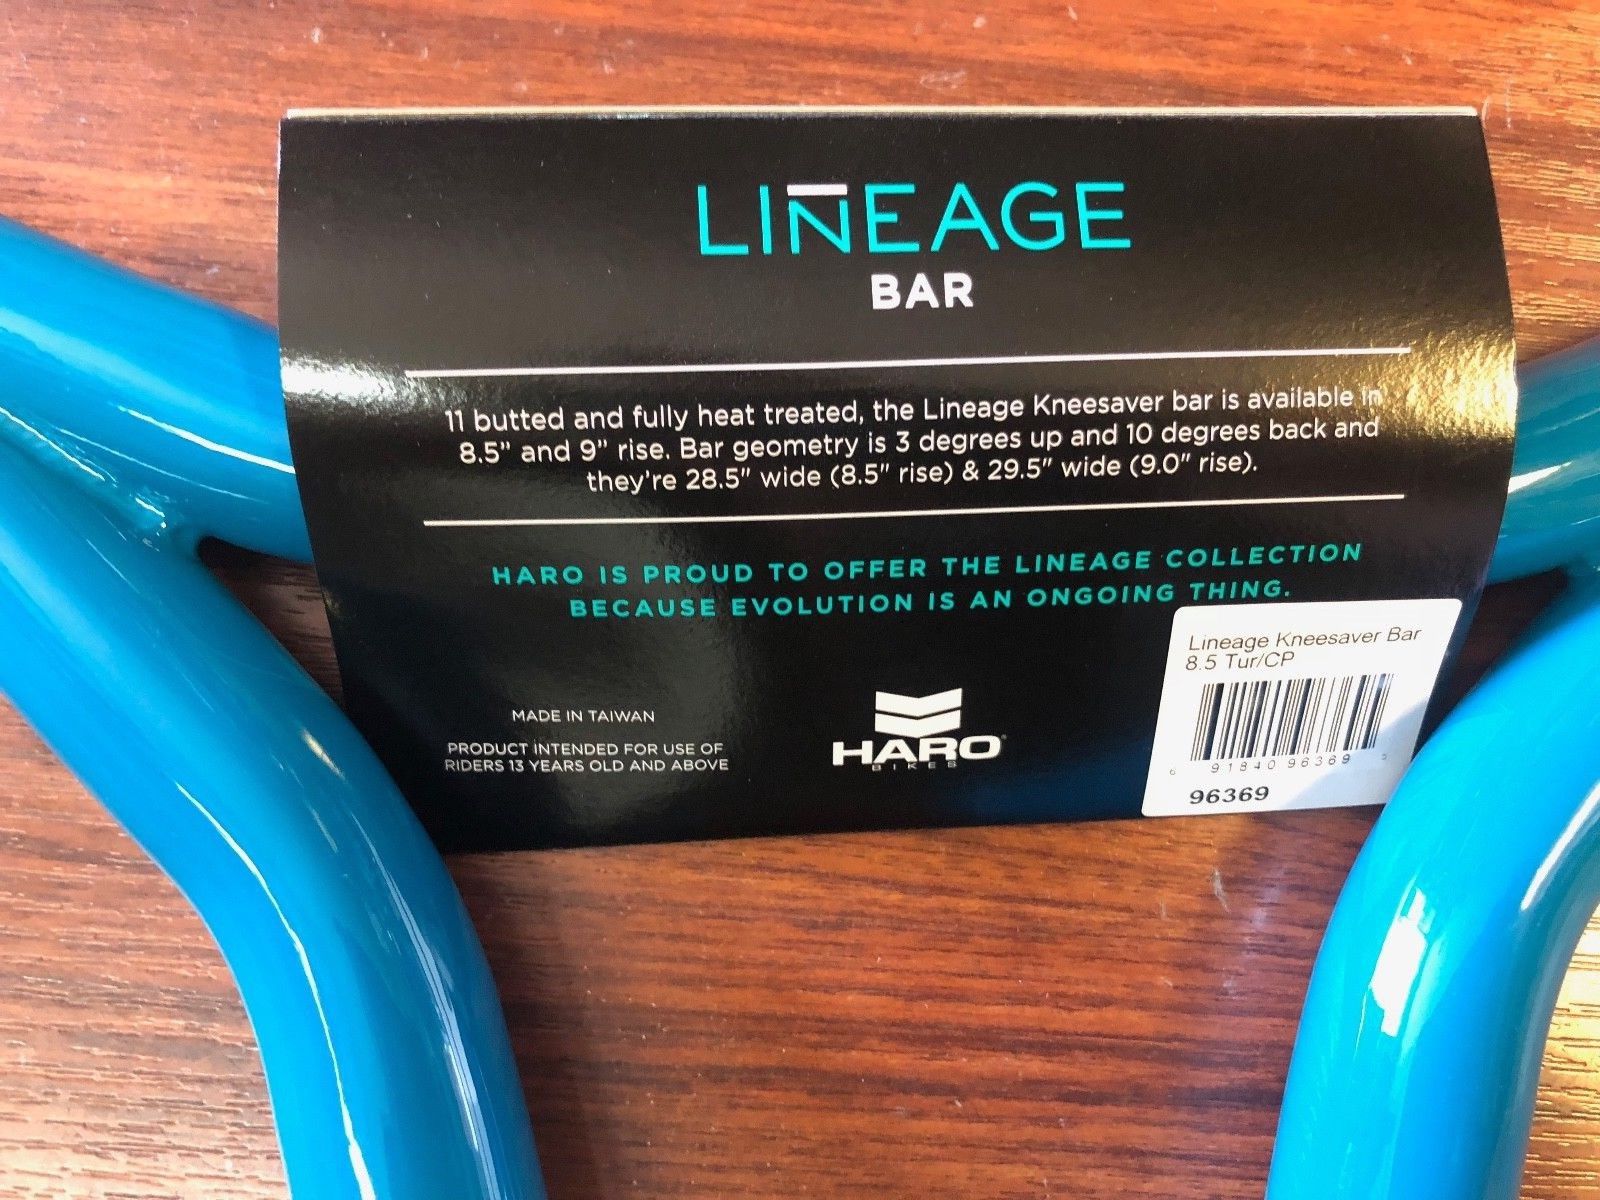 LINEAGE
BAR
11 butted and fully heat treated, the Lineage Kneesaver bar is available in
8.5" and 9" rise. Bar geometry is 3 degrees up and 10 degrees back and
they're 28.5" wide (8.5" rise) & 29.5" wide (9.0" rise).
HARO IS PROUD TO OFFER THE LINEAGE COLLECTION
BECAUSE EVOLUTION IS AN ONGOING THING.
MADE IN TAIWAN
PRODUCT INTENDED FOR USE OF
RIDERS 13 YEARS OLD AND ABOVE
HARO
BIKES
Lineage Kneesaver Bar
8.5 Tur/CP
6 91840 96369 5
96369